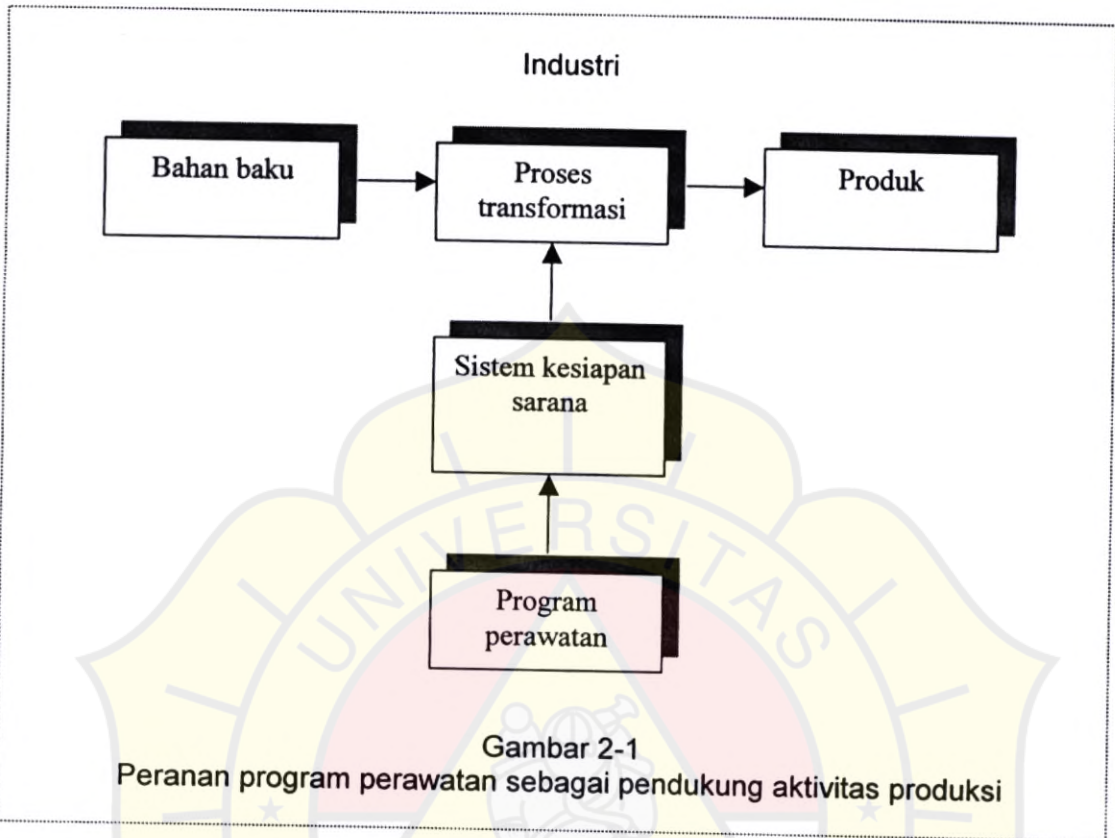 Industri
Bahan baku
Proses
transformasi
Produk
Sistem kesiapan
sarana
UNIVERSITAS
Program
perawatan
Gambar 2-1
Peranan program perawatan sebagai pendukung aktivitas produksi